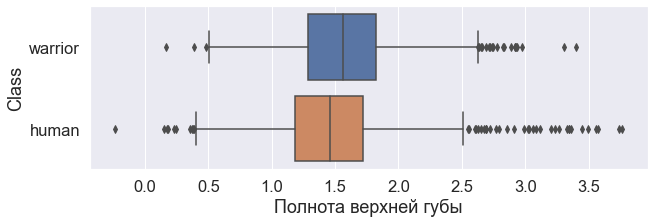 warrior
human
Class
0.0 0.5 1.0 1.5 2.0 2.5 3.0 3.5
Полнота верхней губы